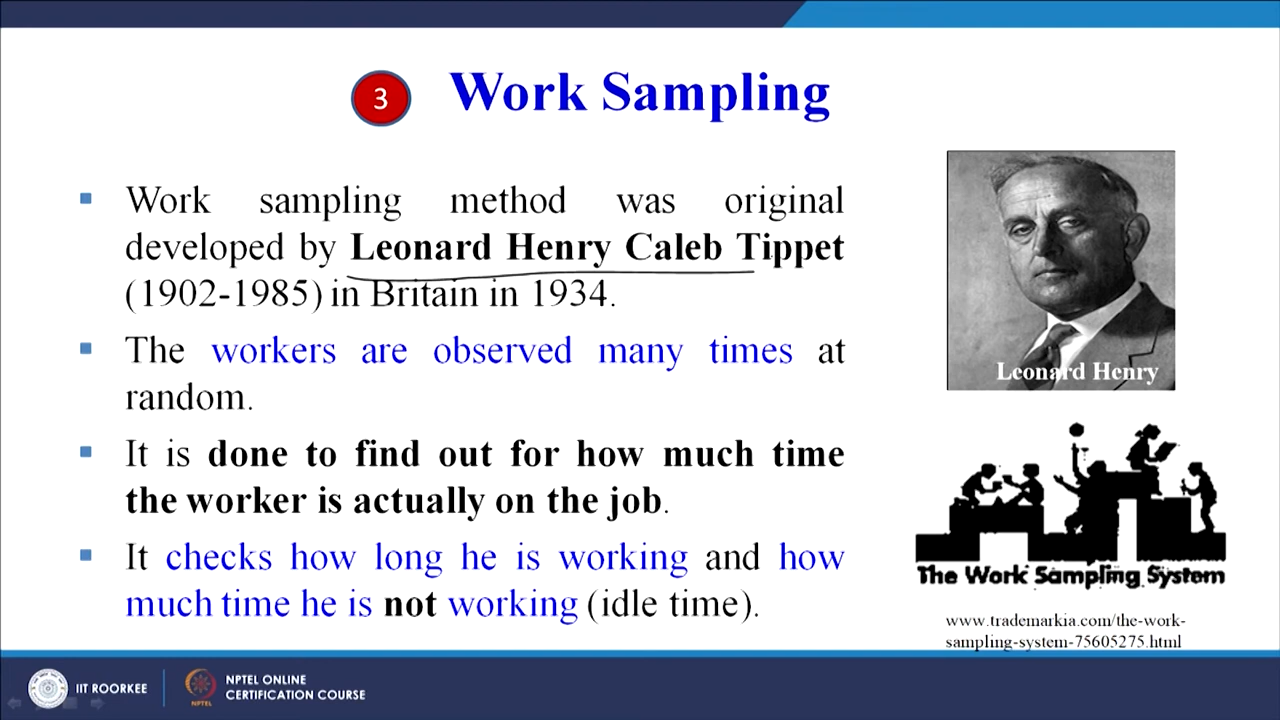 3 Work Sampling
Work sampling method was original
developed by Leonard Henry Caleb Tippet
(1902-1985) in Britain in 1934.
The workers are observed many times at
random.
It is done to find out for how much time
the worker is actually on the job.
It checks how long he is working and how
much time he is not working (idle time).
Leonard Henry
The Work Sampling System
www.trademarkia.com/the-work-
sampling-system-75605275.html
IIT ROORKEE
NPTEL
NPTEL ONLINE
CERTIFICATION COURSE